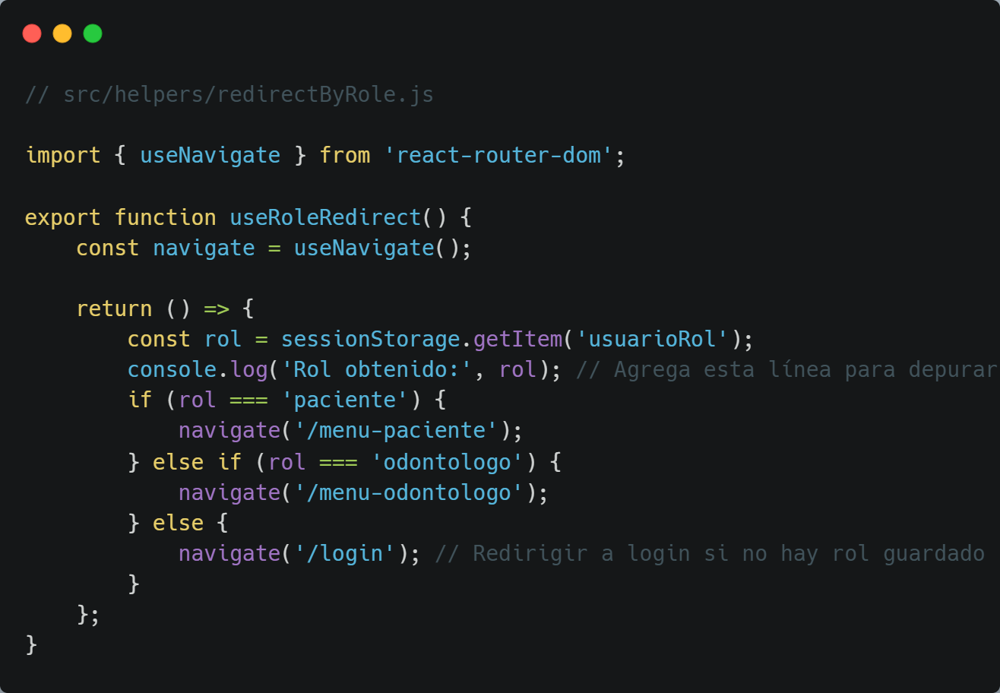 // src/helpers/redirectByRole.js

import { useNavigate } from 'react-router-dom';

export function useRoleRedirect() {
    const navigate = useNavigate();

    return () => {
        const rol = sessionStorage.getItem('usuarioRol');
        console.log('Rol obtenido:', rol); // Agrega esta línea para depurar
        if (rol === 'paciente') {
            navigate('/menu-paciente');
        } else if (rol === 'odontologo') {
            navigate('/menu-odontologo');
        } else {
            navigate('/login'); // Redirigir a login si no hay rol guardado
        }
    };
}